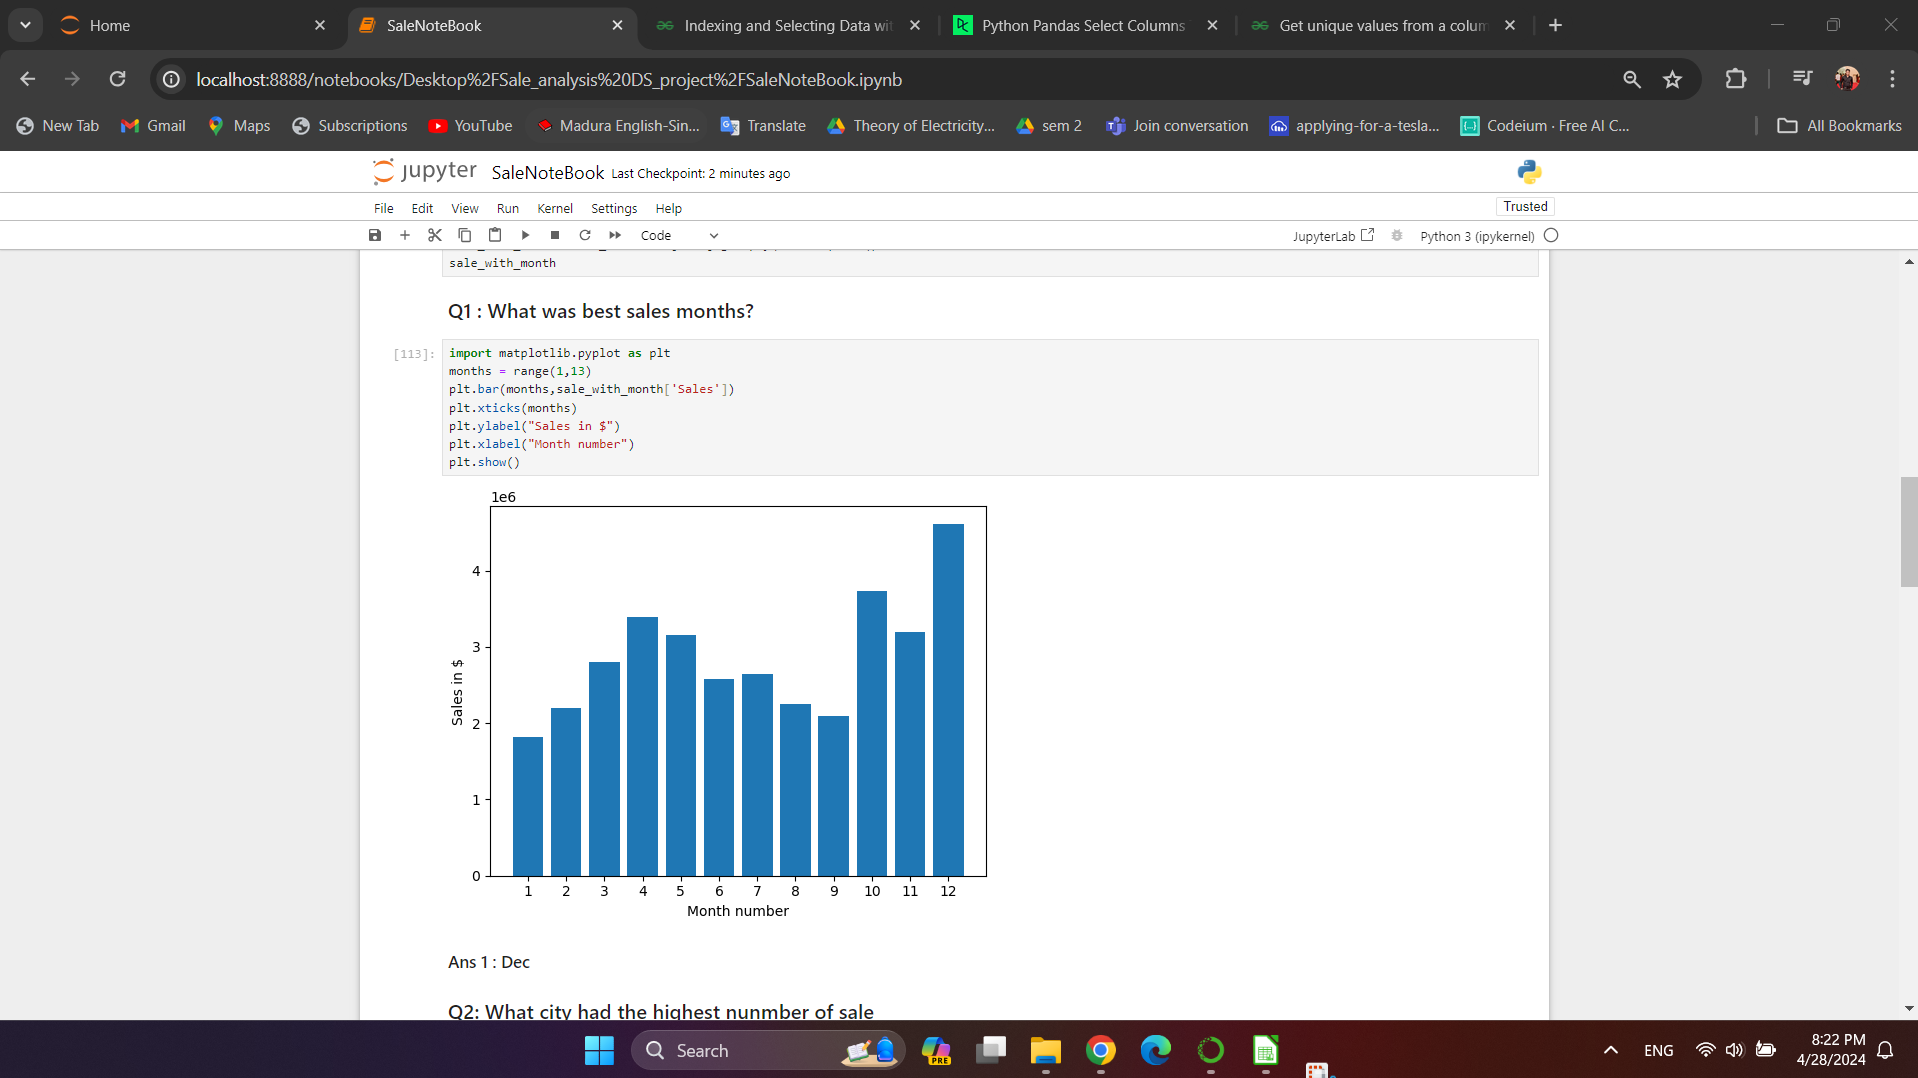 Home
SaleNoteBook
Indexing and Selecting Data wit
Python Pandas Select Columns
Get unique values from a colum
localhost:8888/notebooks/Desktop%2FSale_analysis%20DS_project%2FSaleNoteBook.ipynb
New Tab
Gmail
Maps
Subscriptions
YouTube
Madura English-Sin...
Translate
Theory of Electricity...
sem 2
Join conversation
applying-for-a-tesla...
Codeium · Free AI C...
All Bookmarks
jupyter SaleNoteBook Last Checkpoint: 2 minutes ago
File Edit View Run Kernel Settings Help
Trusted
Code
JupyterLab
Python 3 (ipykernel)
sale_with_month
Q1 : What was best sales months?
[113]:
import matplotlib.pyplot as plt
months = range(1,13)
plt.bar(months,sale_with_month['Sales'])
plt.xticks(months)
plt.ylabel("Sales in $")
plt.xlabel("Month number")
plt.show()
1e6
4
3
2
1
0
Sales in $
1 2 3 4 5 6 7 8 9 10 11 12
Month number
Ans 1 : Dec
Q2: What city had the highest nunmber of sale
Search
PRE
ENG
8:22 PM
4/28/2024